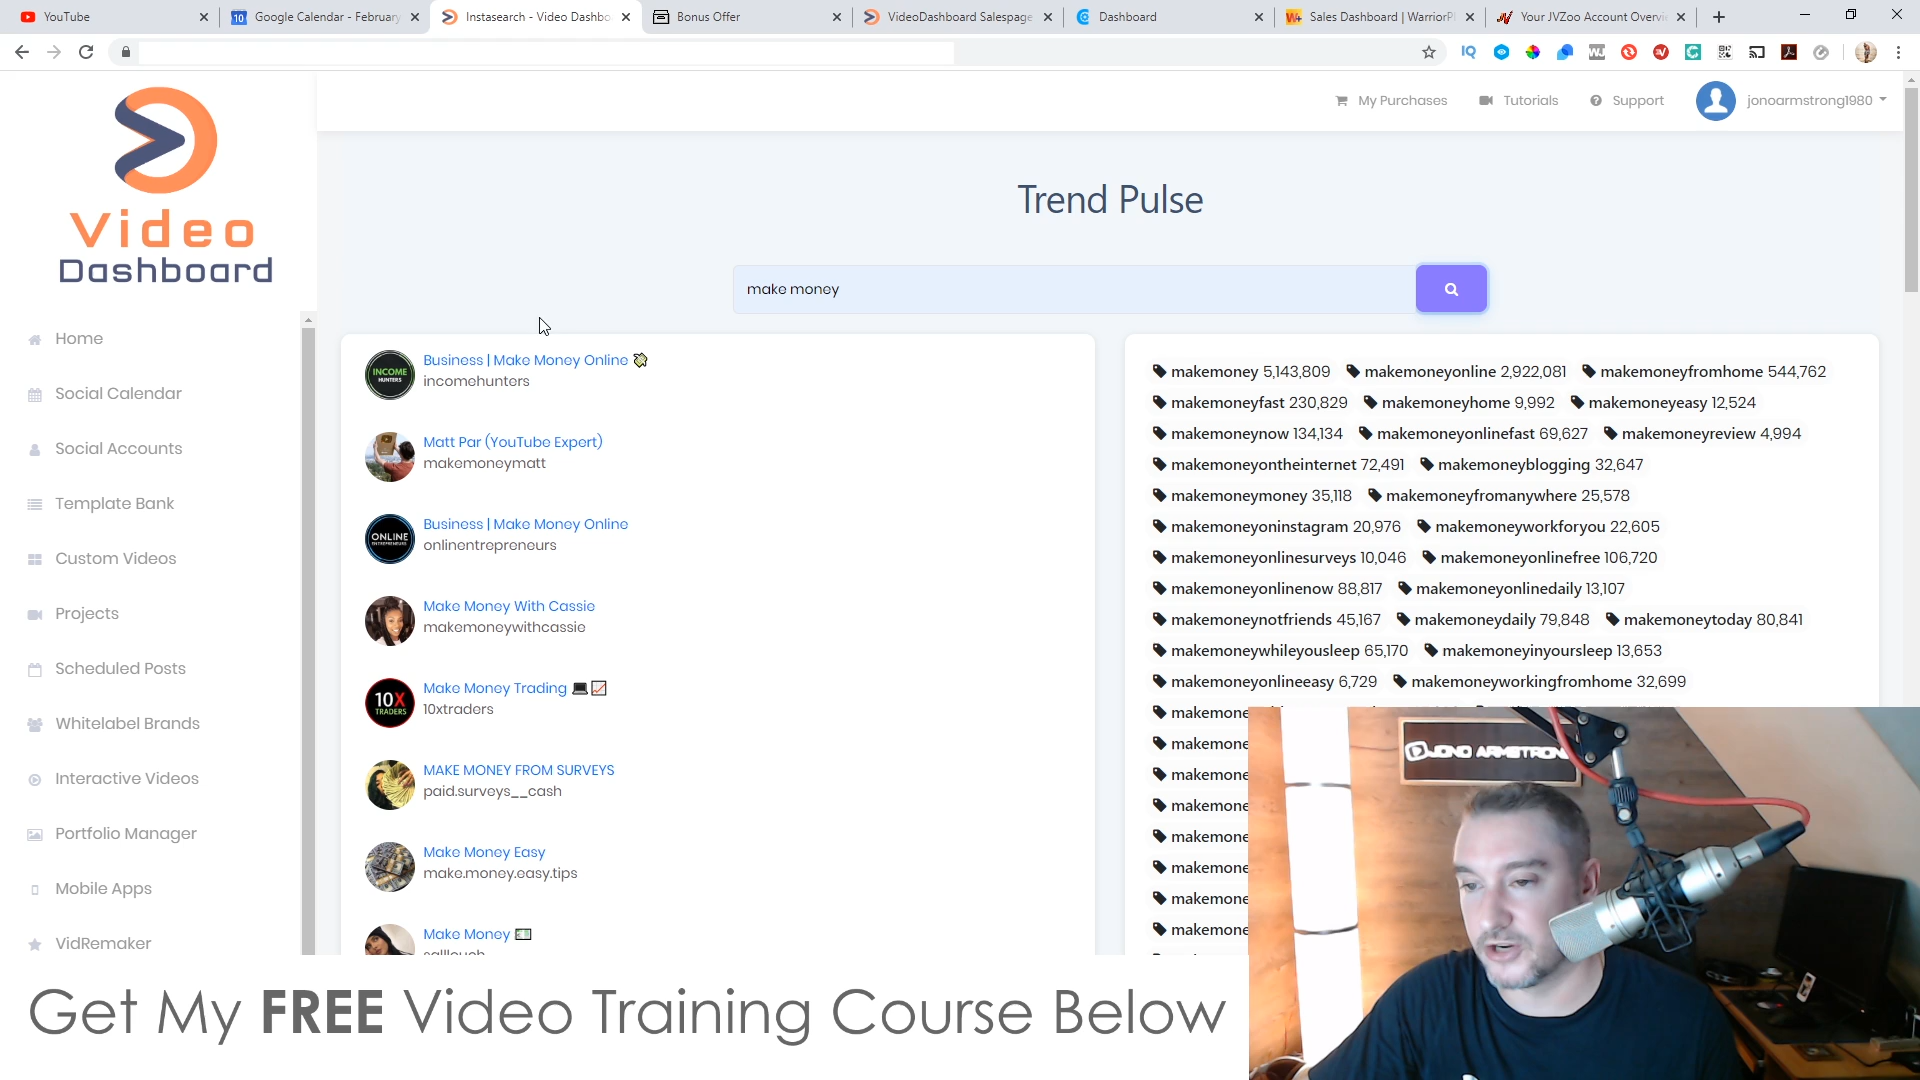 YouTube
Google Calendar - February
Instasearch - Video Dashbo
Bonus Offer
VideoDashboard Salespage
Dashboard
Sales Dashboard | WarriorP
Your JVZoo Account Overvi
Video
Dashboard
My Purchases
Tutorials
Support
jonoarmstrong1980
Trend Pulse
make money
Home
Social Calendar
Social Accounts
Template Bank
Custom Videos
Projects
Scheduled Posts
Whitelabel Brands
Interactive Videos
Portfolio Manager
Mobile Apps
VidRemaker
INCOME
HUNTERS
Business | Make Money Online
incomehunters
Matt Par (YouTube Expert)
makemoneymatt
ONLINE
Business | Make Money Online
onlinentrepreneurs
Make Money With Cassie
makemoneywithcassie
10X
TRADERS
Make Money Trading
10xtraders
MAKE MONEY FROM SURVEYS
paid.surveys__cash
Make Money Easy
make.money.easy.tips
Make Money
makemoney 5,143,809 makemoneyonline 2,922,081 makemoneyfromhome 544,762
makemoneyfast 230,829 makemoneyhome 9,992 makemoneyeasy 12,524
makemoneynow 134,134 makemoneyonlinefast 69,627 makemoneyreview 4,994
makemoneyontheinternet 72,491 makemoneyblogging 32,647
makemoneymoney 35,118 makemoneyfromanywhere 25,578
makemoneyoninstagram 20,976 makemoneyworkforyou 22,605
makemoneyonlinesurveys 10,046 makemoneyonlinefree 106,720
makemoneyonlinenow 88,817 makemoneyonlinedaily 13,107
makemoneynotfriends 45,167 makemoneydaily 79,848 makemoneytoday 80,841
makemoneywhileyousleep 65,170 makemoneyinyoursleep 13,653
makemoneyonlineeasy 6,729 makemoneyworkingfromhome 32,699
makemone
makemone
makemone
makemone
makemone
makemone
makemone
makemone
JONO ARMSTRON
Get My FREE Video Training Course Below